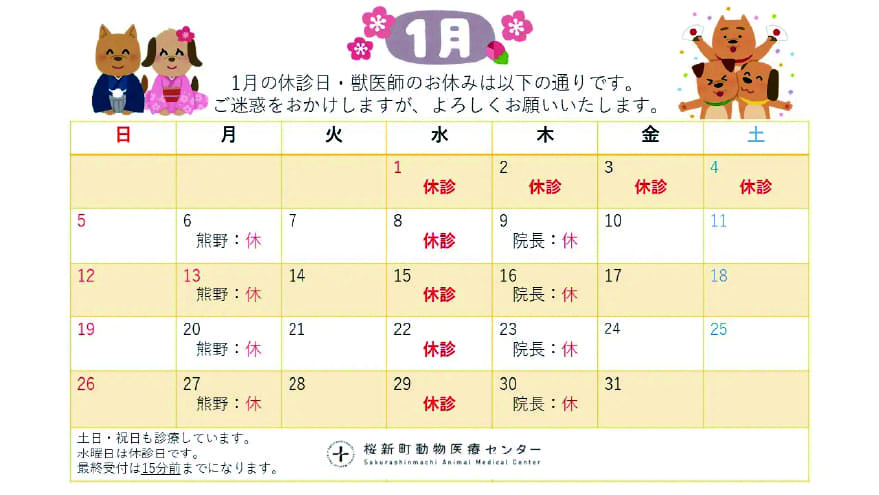 1月
1月の休診日・獣医師のお休みは以下の通りです。
ご迷惑をおかけしますが、よろしくお願いいたします。
日 月 火 水 木 金 土
1 2 3 4
休診 休診 休診 休診
5 6 7 8 9 10 11
熊野：休 休診 院長：休
12 13 14 15 16 17 18
熊野：休 休診 院長：休
19 20 21 22 23 24 25
熊野：休 休診 院長：休
26 27 28 29 30 31
熊野：休 休診 院長：休
土日・祝日も診療しています。
水曜日は休診日です。
最終受付は15分前までになります。
桜新町動物医療センター
Sakurashinmachi Animal Medical Center